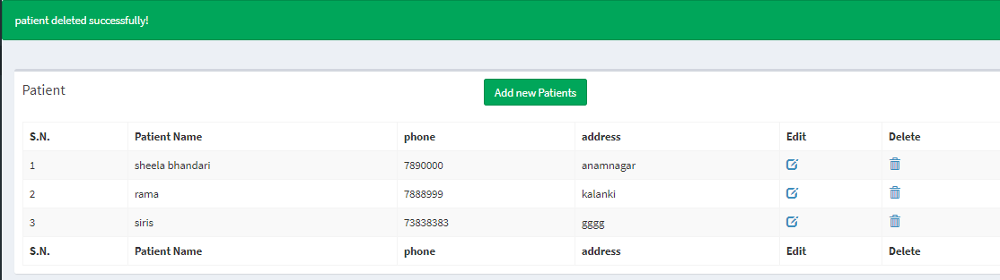 patient deleted successfully!
Patient Add new Patients
S.N. Patient Name phone address Edit Delete
1 sheela bhandari 7890000 anamnagar
2 rama 7888999 kalanki
3 siris 73838383 gggg
S.N. Patient Name phone address Edit Delete